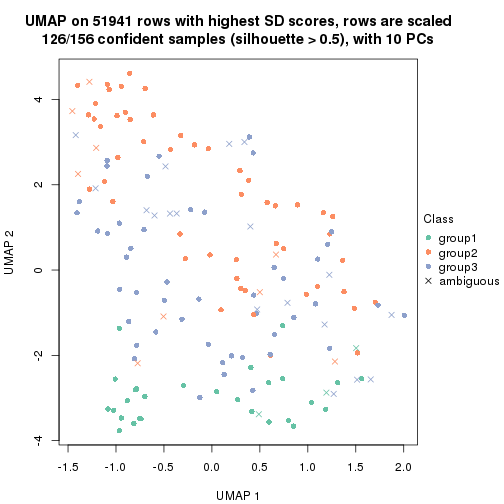 UMAP on 51941 rows with highest SD scores, rows are scaled
126/156 confident samples (silhouette > 0.5), with 10 PCs
4
2
0
-2
-4
UMAP 2
-1.5 -1.0 -0.5 0.0 0.5 1.0 1.5 2.0
UMAP 1
Class
group1
group2
group3
ambiguous